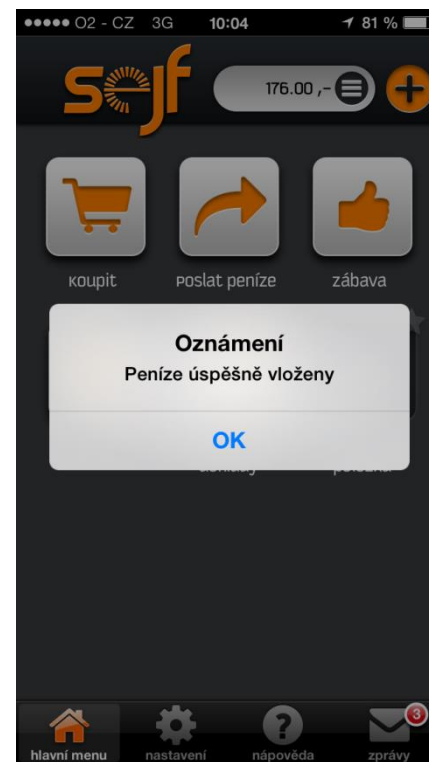 O2 - CZ 3G 10:04 81 %
sejf 176.00 ,-
koupit poslat peníze zábava
Oznámení
Peníze úspěšně vloženy
OK
3
hlavní menu nastavení nápověda zprávy